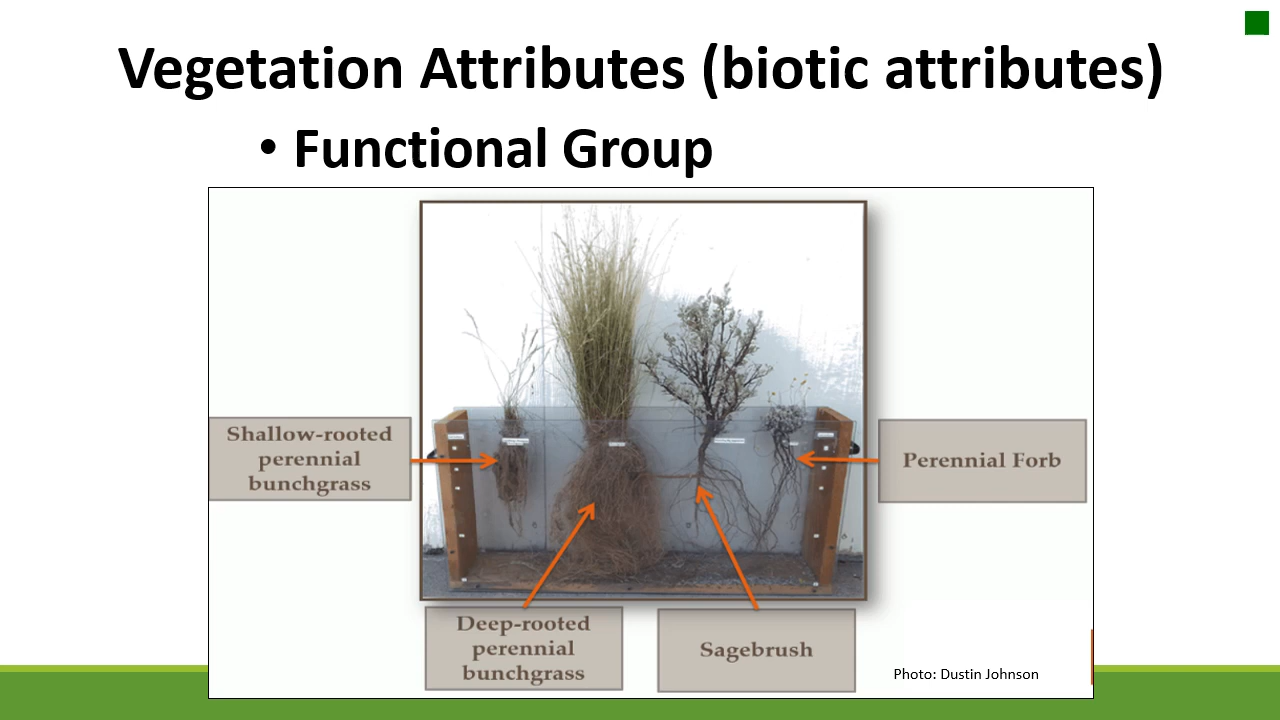 Vegetation Attributes (biotic attributes)
• Functional Group
Shallow-rooted
perennial
bunchgrass
Perennial Forb
Deep-rooted
perennial
bunchgrass
Sagebrush
Photo: Dustin Johnson